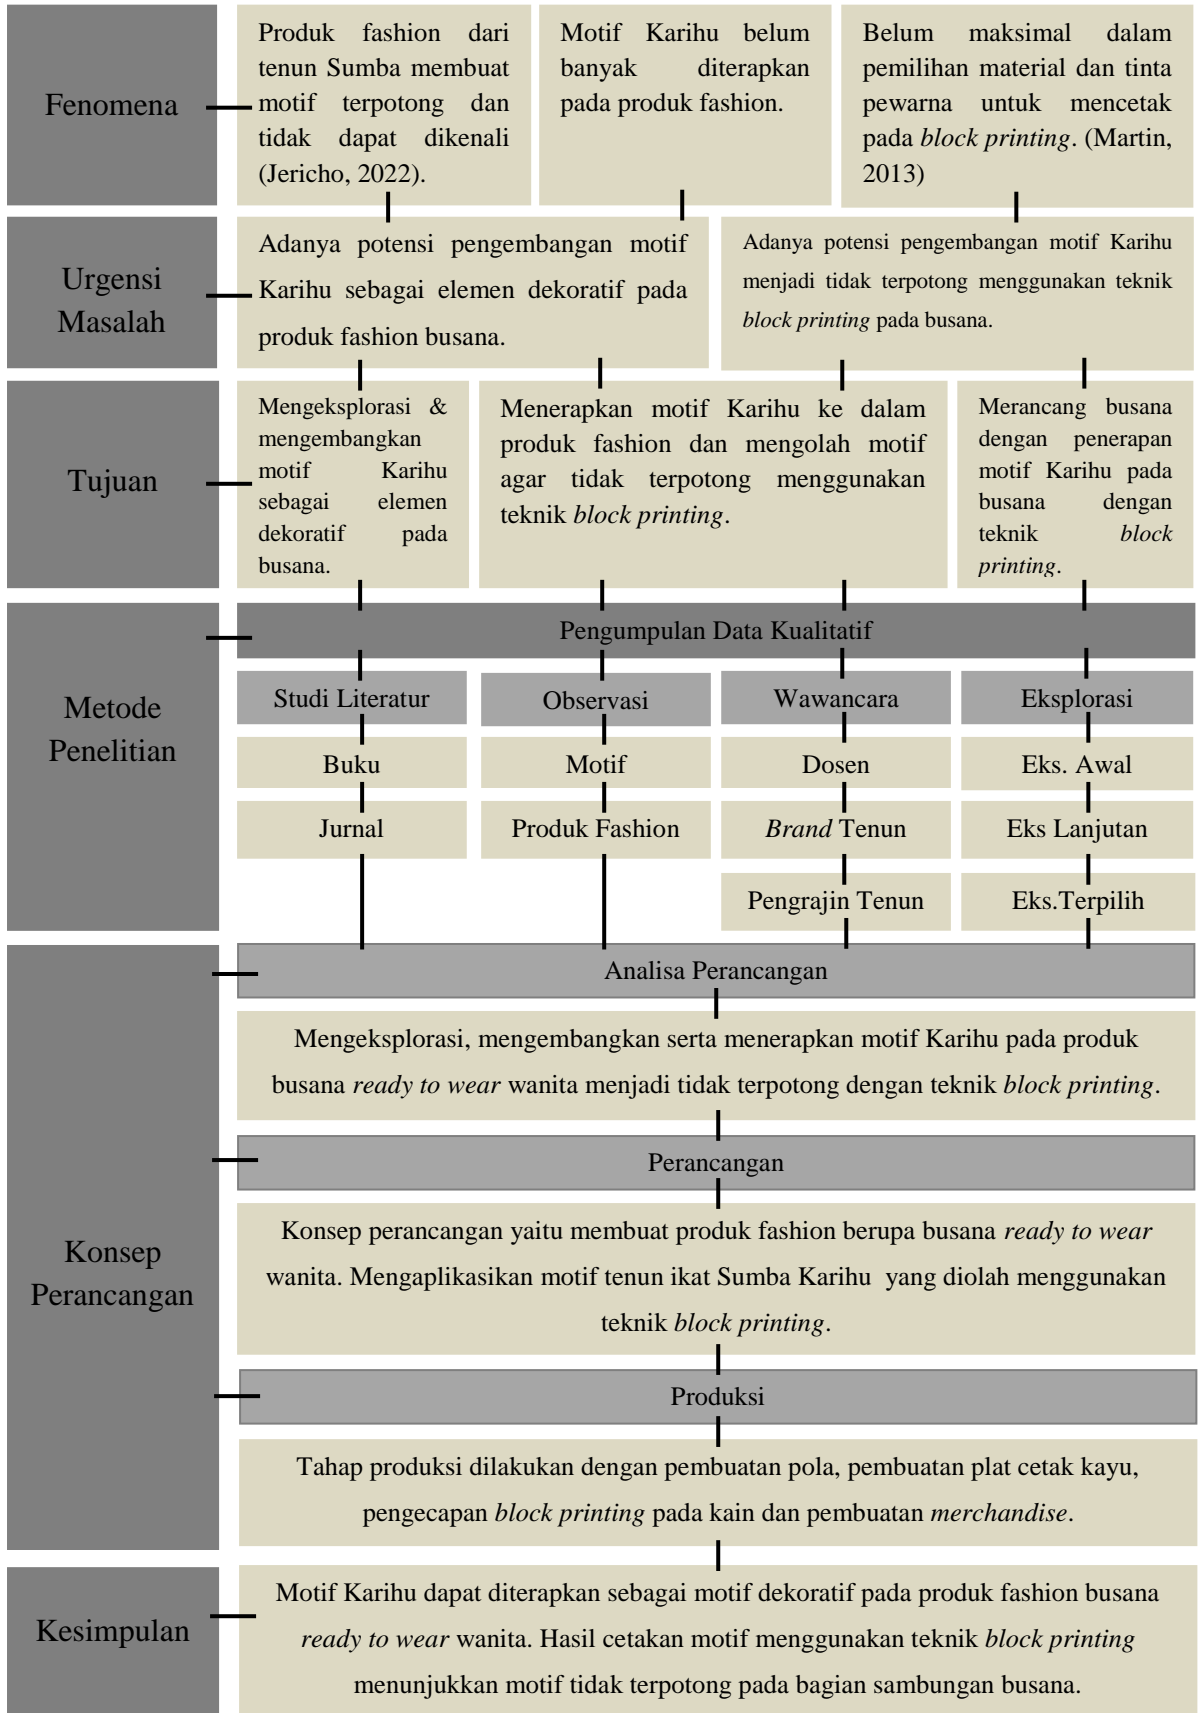 Fenomena
Produk fashion dari
tenun Sumba membuat
motif terpotong dan
tidak dapat dikenali
(Jericho, 2022).
Motif Karihu belum
banyak diterapkan
pada produk fashion.
Belum maksimal dalam
pemilihan material dan tinta
pewarna untuk mencetak
pada block printing. (Martin,
2013)
Urgensi
Masalah
Adanya potensi pengembangan motif
Karihu sebagai elemen dekoratif pada
produk fashion busana.
Adanya potensi pengembangan motif Karihu
menjadi tidak terpotong menggunakan teknik
block printing pada busana.
Tujuan
Mengeksplorasi &
mengembangkan
motif Karihu
sebagai elemen
dekoratif pada
busana.
Menerapkan motif Karihu ke dalam
produk fashion dan mengolah motif
agar tidak terpotong menggunakan
teknik block printing.
Merancang busana
dengan penerapan
motif Karihu pada
busana dengan
teknik block
printing.
Metode
Penelitian
Pengumpulan Data Kualitatif
Studi Literatur
Buku
Jurnal
Observasi
Motif
Produk Fashion
Wawancara
Dosen
Brand Tenun
Pengrajin Tenun
Eksplorasi
Eks. Awal
Eks Lanjutan
Eks.Terpilih
Konsep
Perancangan
Analisa Perancangan
Mengeksplorasi, mengembangkan serta menerapkan motif Karihu pada produk
busana ready to wear wanita menjadi tidak terpotong dengan teknik block printing.
Perancangan
Konsep perancangan yaitu membuat produk fashion berupa busana ready to wear
wanita. Mengaplikasikan motif tenun ikat Sumba Karihu yang diolah menggunakan
teknik block printing.
Produksi
Tahap produksi dilakukan dengan pembuatan pola, pembuatan plat cetak kayu,
pengecapan block printing pada kain dan pembuatan merchandise.
Kesimpulan
Motif Karihu dapat diterapkan sebagai motif dekoratif pada produk fashion busana
ready to wear wanita. Hasil cetakan motif menggunakan teknik block printing
menunjukkan motif tidak terpotong pada bagian sambungan busana.